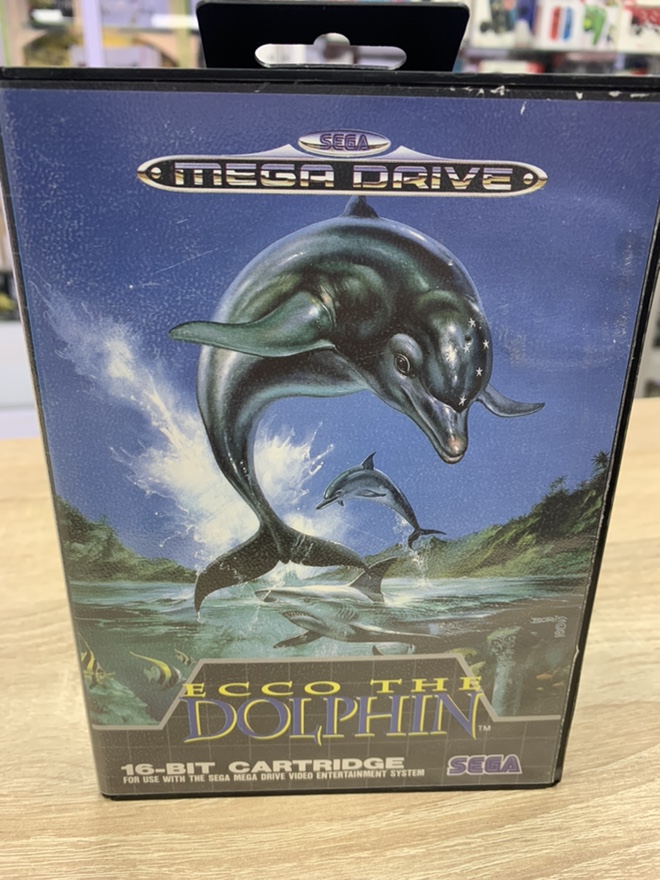 SEGA
MEGA DRIVE
ECCO THE
DOLPHIN™
16-BIT CARTRIDGE
FOR USE WITH THE SEGA MEGA DRIVE VIDEO ENTERTAINMENT SYSTEM
SEGA